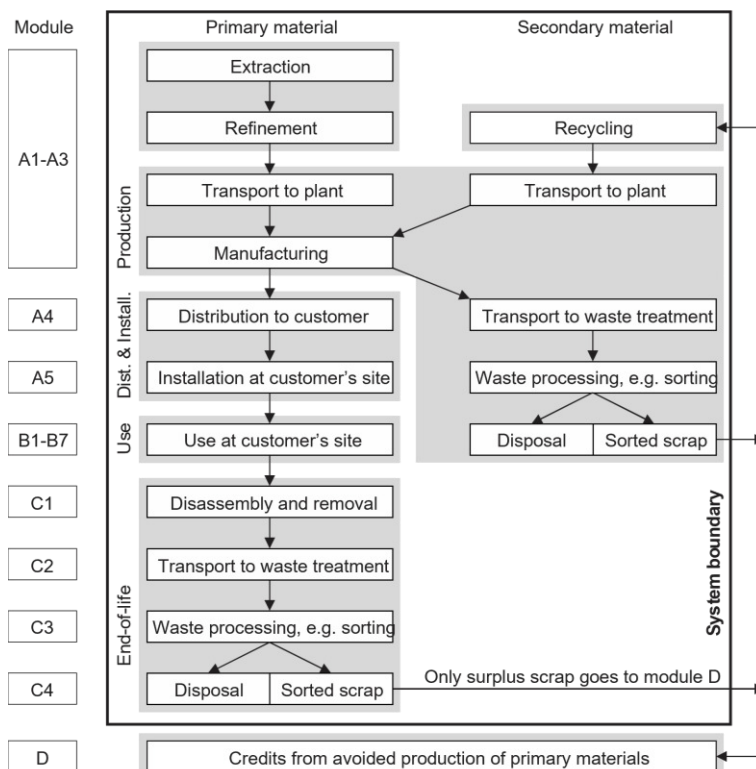 Module
Primary material
Secondary material
A1-A3
Production
Extraction
Refinement
Recycling
Transport to plant
Transport to plant
Manufacturing
A4
Dist. & Install.
Distribution to customer
Transport to waste treatment
A5
Installation at customer's site
Waste processing, e.g. sorting
B1-B7
Use
Use at customer's site
Disposal
Sorted scrap
C1
End-of-life
Disassembly and removal
System boundary
C2
Transport to waste treatment
C3
Waste processing, e.g. sorting
C4
Disposal
Sorted scrap
Only surplus scrap goes to module D
D
Credits from avoided production of primary materials